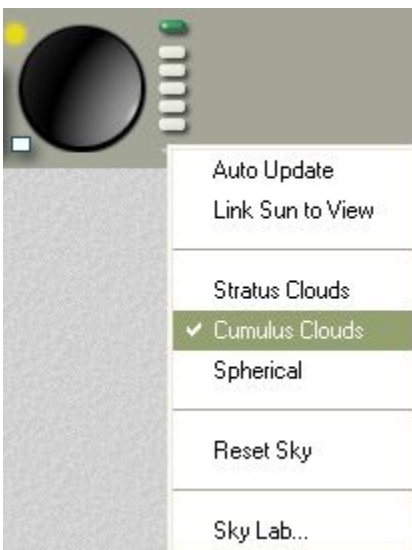 Auto Update
Link Sun to View
Stratus Clouds
Cumulus Clouds
Spherical
Reset Sky
Sky Lab...